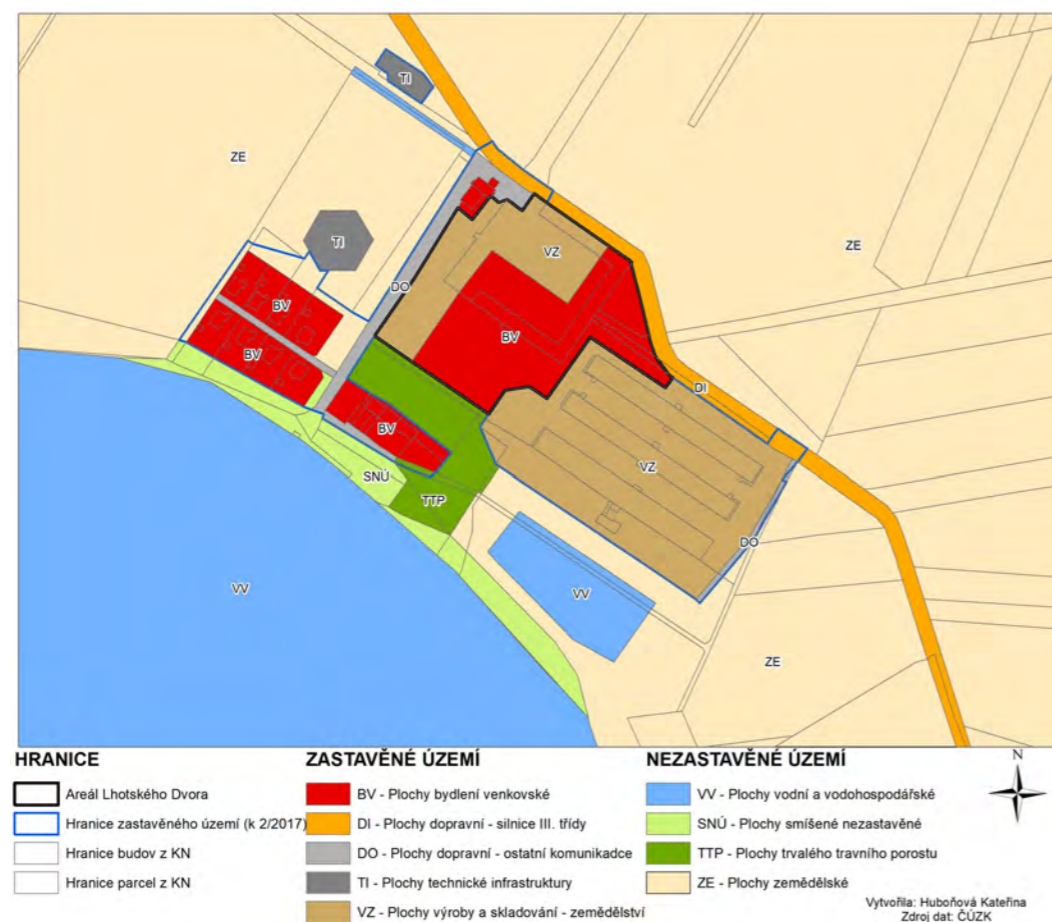 TI
ZE
VZ
ZE
TI
DO
BV
BV
BV
DI
BV
VZ
SNÚ
TTP
DO
VV
VV
ZE
HRANICE
Areál Lhotského Dvora
Hranice zastavěného území (k 2/2017)
Hranice budov z KN
Hranice parcel z KN
ZASTAVĚNÉ ÚZEMÍ
BV - Plochy bydlení venkovské
DI - Plochy dopravní - silnice III. třídy
DO - Plochy dopravní - ostatní komunikadce
TI - Plochy technické infrastruktury
VZ - Plochy výroby a skladování - zemědělství
NEZASTAVĚNÉ ÚZEMÍ
VV - Plochy vodní a vodohospodářské
SNÚ - Plochy smíšené nezastavěné
TTP - Plochy trvalého travního porostu
ZE - Plochy zemědělské
N
Vytvořila: Huboňová Kateřina
Zdroj dat: ČÚZK